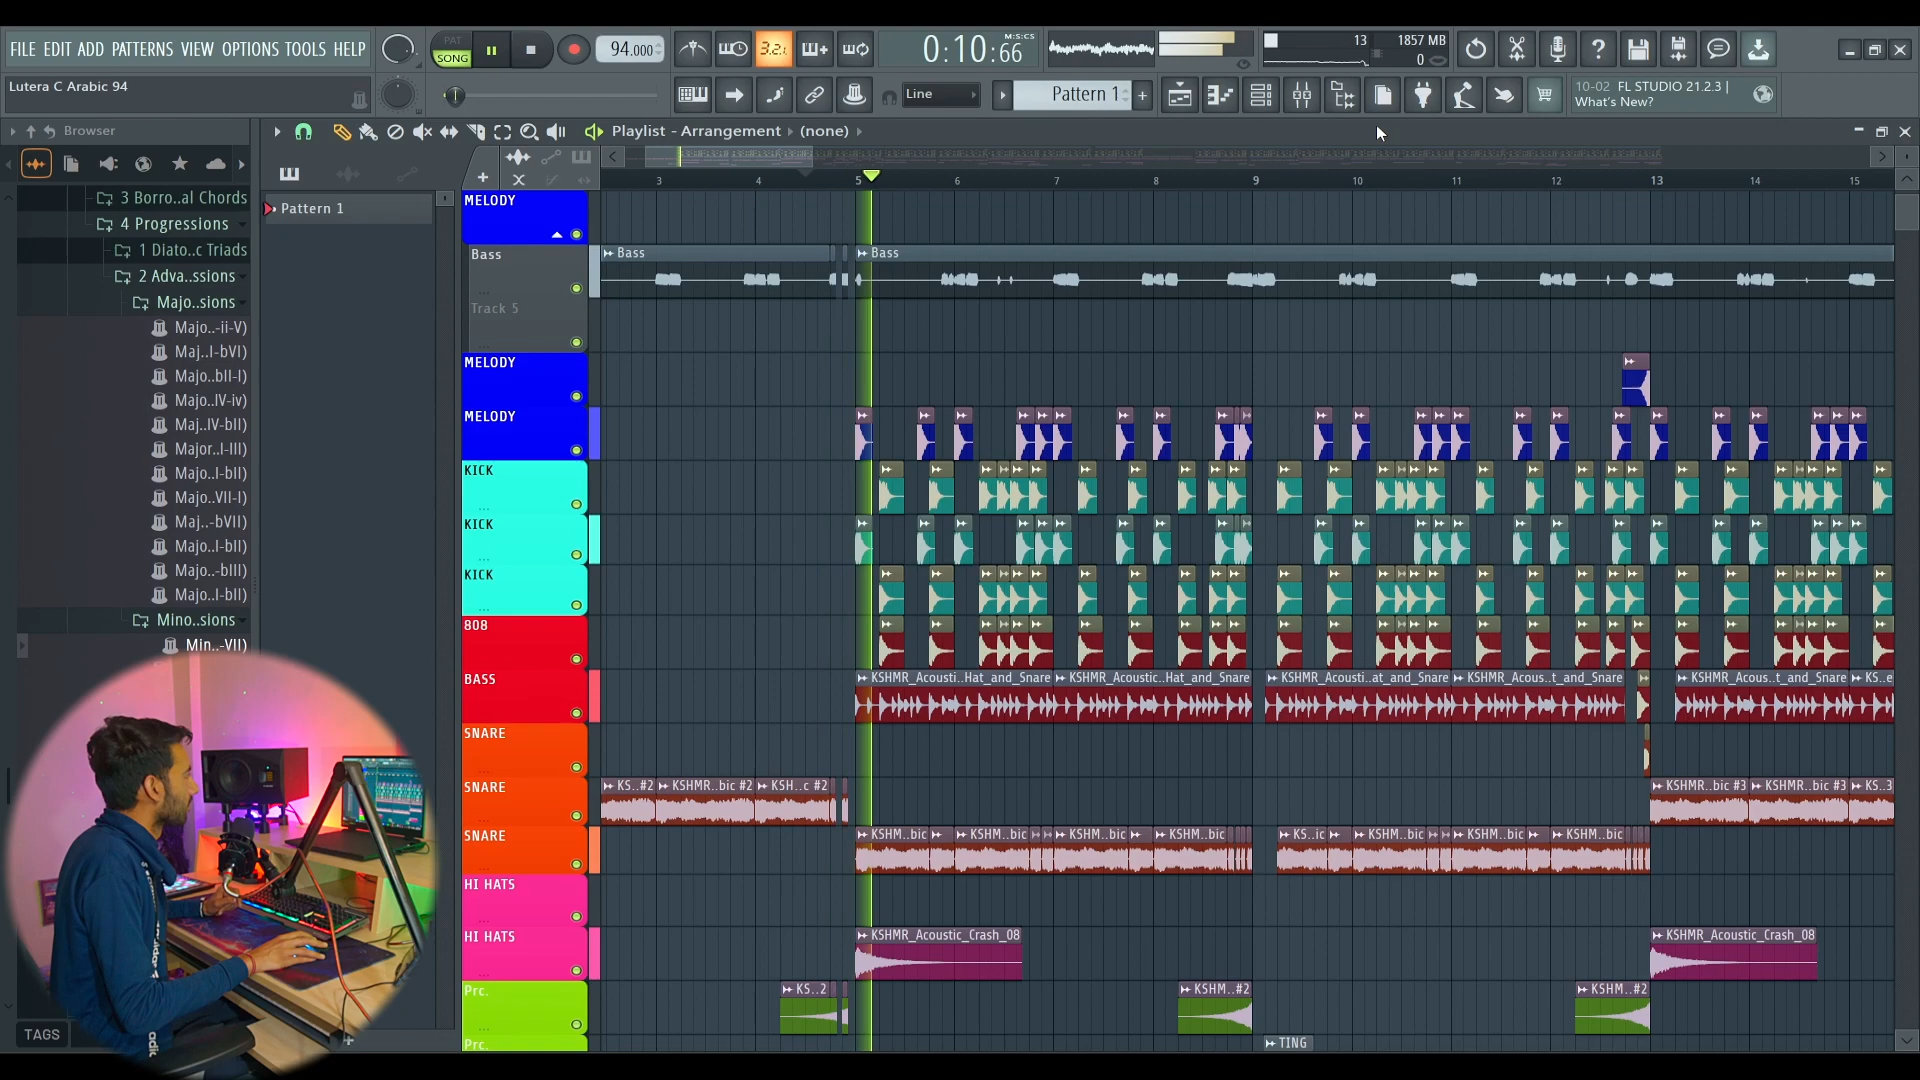 FILE EDIT ADD PATTERNS VIEW OPTIONS TOOLS HELP
PAT
SONG
94.000
3.2.1
0:10:66
M:S:CS
13
1857 MB
0
Lutera C Arabic 94
Line
Pattern 1
10-02 FL STUDIO 21.2.3 |
What's New?
Browser
Playlist - Arrangement
(none)
3 4 5 6 7 8 9 10 11 12 13 14 15
3 Borro..al Chords
4 Progressions
1 Diato..c Triads
2 Adva..ssions
Majo..sions
Majo..-ii-V)
Maj..I-bVI)
Majo..bII-I)
Majo..IV-iv)
Maj..IV-bII)
Major..I-III)
Majo..I-bII)
Majo..VII-I)
Maj..-bVII)
Majo..I-bII)
Majo..-bIII)
Majo..I-bII)
Mino..sions
Min..-VII)
TAGS
Pattern 1
MELODY
Bass
Bass
Bass
Track 5
MELODY
MELODY
KICK
KICK
KICK
808
BASS
KSHMR_Acousti..Hat_and_Snare
KSHMR_Acoustic..Hat_and_Snare
KSHMR_Acousti..at_and_Snare
KSHMR_Acous..t_and_Snare
KSHMR_Acous..t_and_Snare
KS..e
SNARE
SNARE
KS..#2
KSHMR..bic #2
KSH..c #2
KSHMR..bic #3
KSHMR..bic #3
KS..3
SNARE
KSHM..bic
KSHM..bic
KSHM..bic
KSHM..bic
KS..ic
KSHM..bic
KSHM..bic
KSHM..bic
HI HATS
HI HATS
KSHMR_Acoustic_Crash_08
KSHMR_Acoustic_Crash_08
Prc.
KS..2
KSHM..#2
KSHM..#2
Prc.
TING